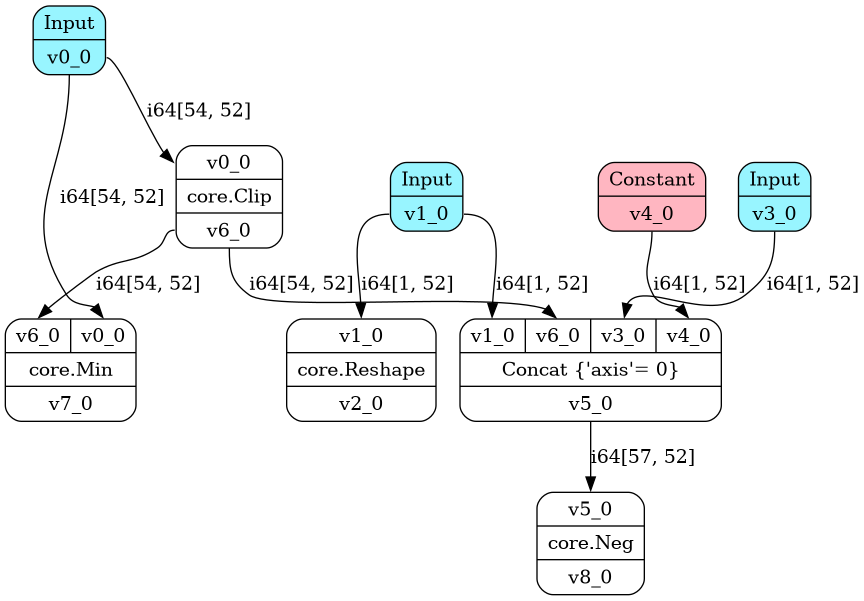 Input
v0_0
i64[54, 52]
v0_0
core.Clip
v6_0
Input
v1_0
Constant
v4_0
Input
v3_0
i64[54, 52]
i64[54, 52]
i64[54, 52]
i64[1, 52]
i64[1, 52]
i64[1, 52]
i64[1, 52]
v6_0 v0_0
core.Min
v7_0
v1_0
core.Reshape
v2_0
v1_0 v6_0 v3_0 v4_0
Concat {'axis'= 0}
v5_0
i64[57, 52]
v5_0
core.Neg
v8_0